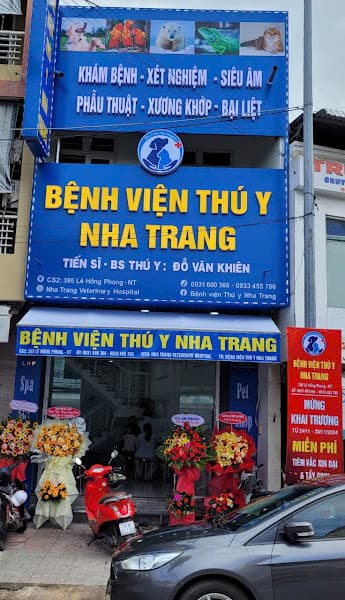 KHÁM BỆNH - XÉT NGHIỆM - SIÊU ÂM
PHẪU THUẬT - XƯƠNG KHỚP - BẠI LIỆT
BỆNH VIỆN THÚ Y
NHA TRANG
TIẾN SĨ - BS THÚ Y: ĐỖ VĂN KHIÊN
CS2: 395 Lê Hồng Phong - NT
0931 600 366 - 0933 455 766
Nha Trang Veterinary Hospital
Bệnh viện Thú Y Nha Trang
BỆNH VIỆN THÚ Y NHA TRANG
LHP
Spa
Pet
BỆNH VIỆN THÚ Y
NHA TRANG
MỪNG
KHAI TRƯƠNG
MIỄN PHÍ
TIÊM VẮC XIN DẠI
& TẨY